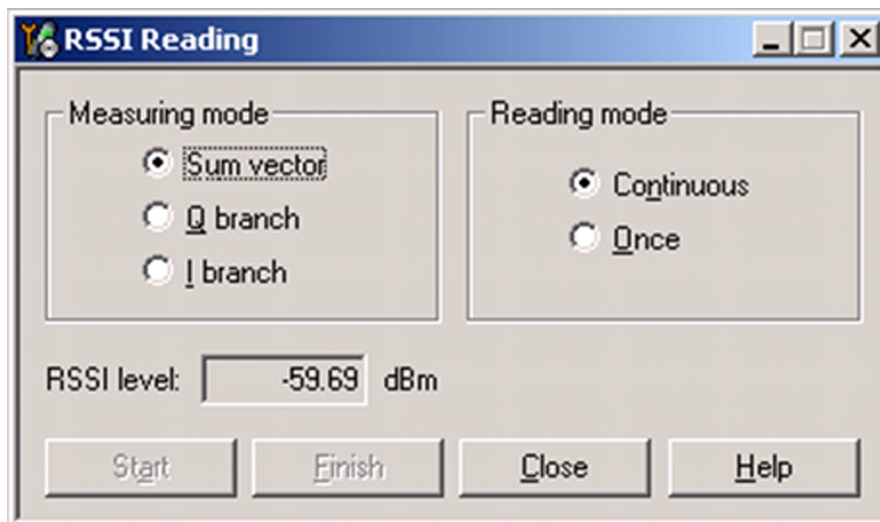 RSSI Reading
Measuring mode
Sum vector
Q branch
I branch
Reading mode
Continuous
Once
RSSI level: -59.69 dBm
Start Finish Close Help